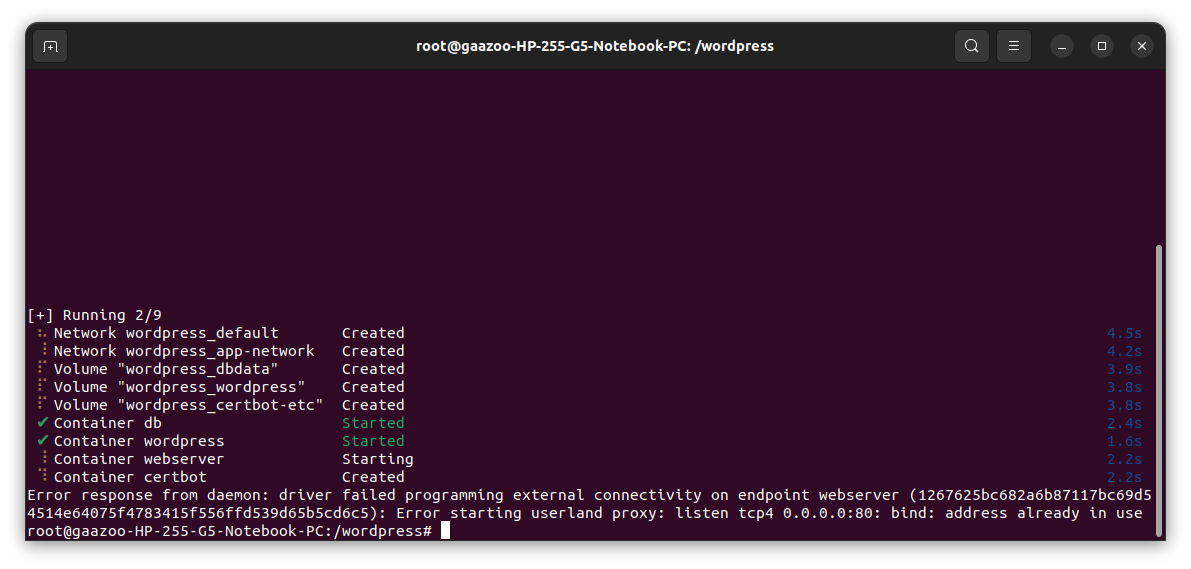 root@gaazoo-HP-255-G5-Notebook-PC: /wordpress
[+] Running 2/9
⠦ Network wordpress_default Created 4.5s
⠸ Network wordpress_app-network Created 4.2s
⠏ Volume "wordpress_dbdata" Created 3.9s
⠏ Volume "wordpress_wordpress" Created 3.8s
⠏ Volume "wordpress_certbot-etc" Created 3.8s
✔ Container db Started 2.4s
✔ Container wordpress Started 1.6s
⠸ Container webserver Starting 2.2s
⠙ Container certbot Created 2.2s
Error response from daemon: driver failed programming external connectivity on endpoint webserver (1267625bc682a6b87117bc69d5
4514e64075f4783415f556ffd539d65b5cd6c5): Error starting userland proxy: listen tcp4 0.0.0.0:80: bind: address already in use
root@gaazoo-HP-255-G5-Notebook-PC:/wordpress#